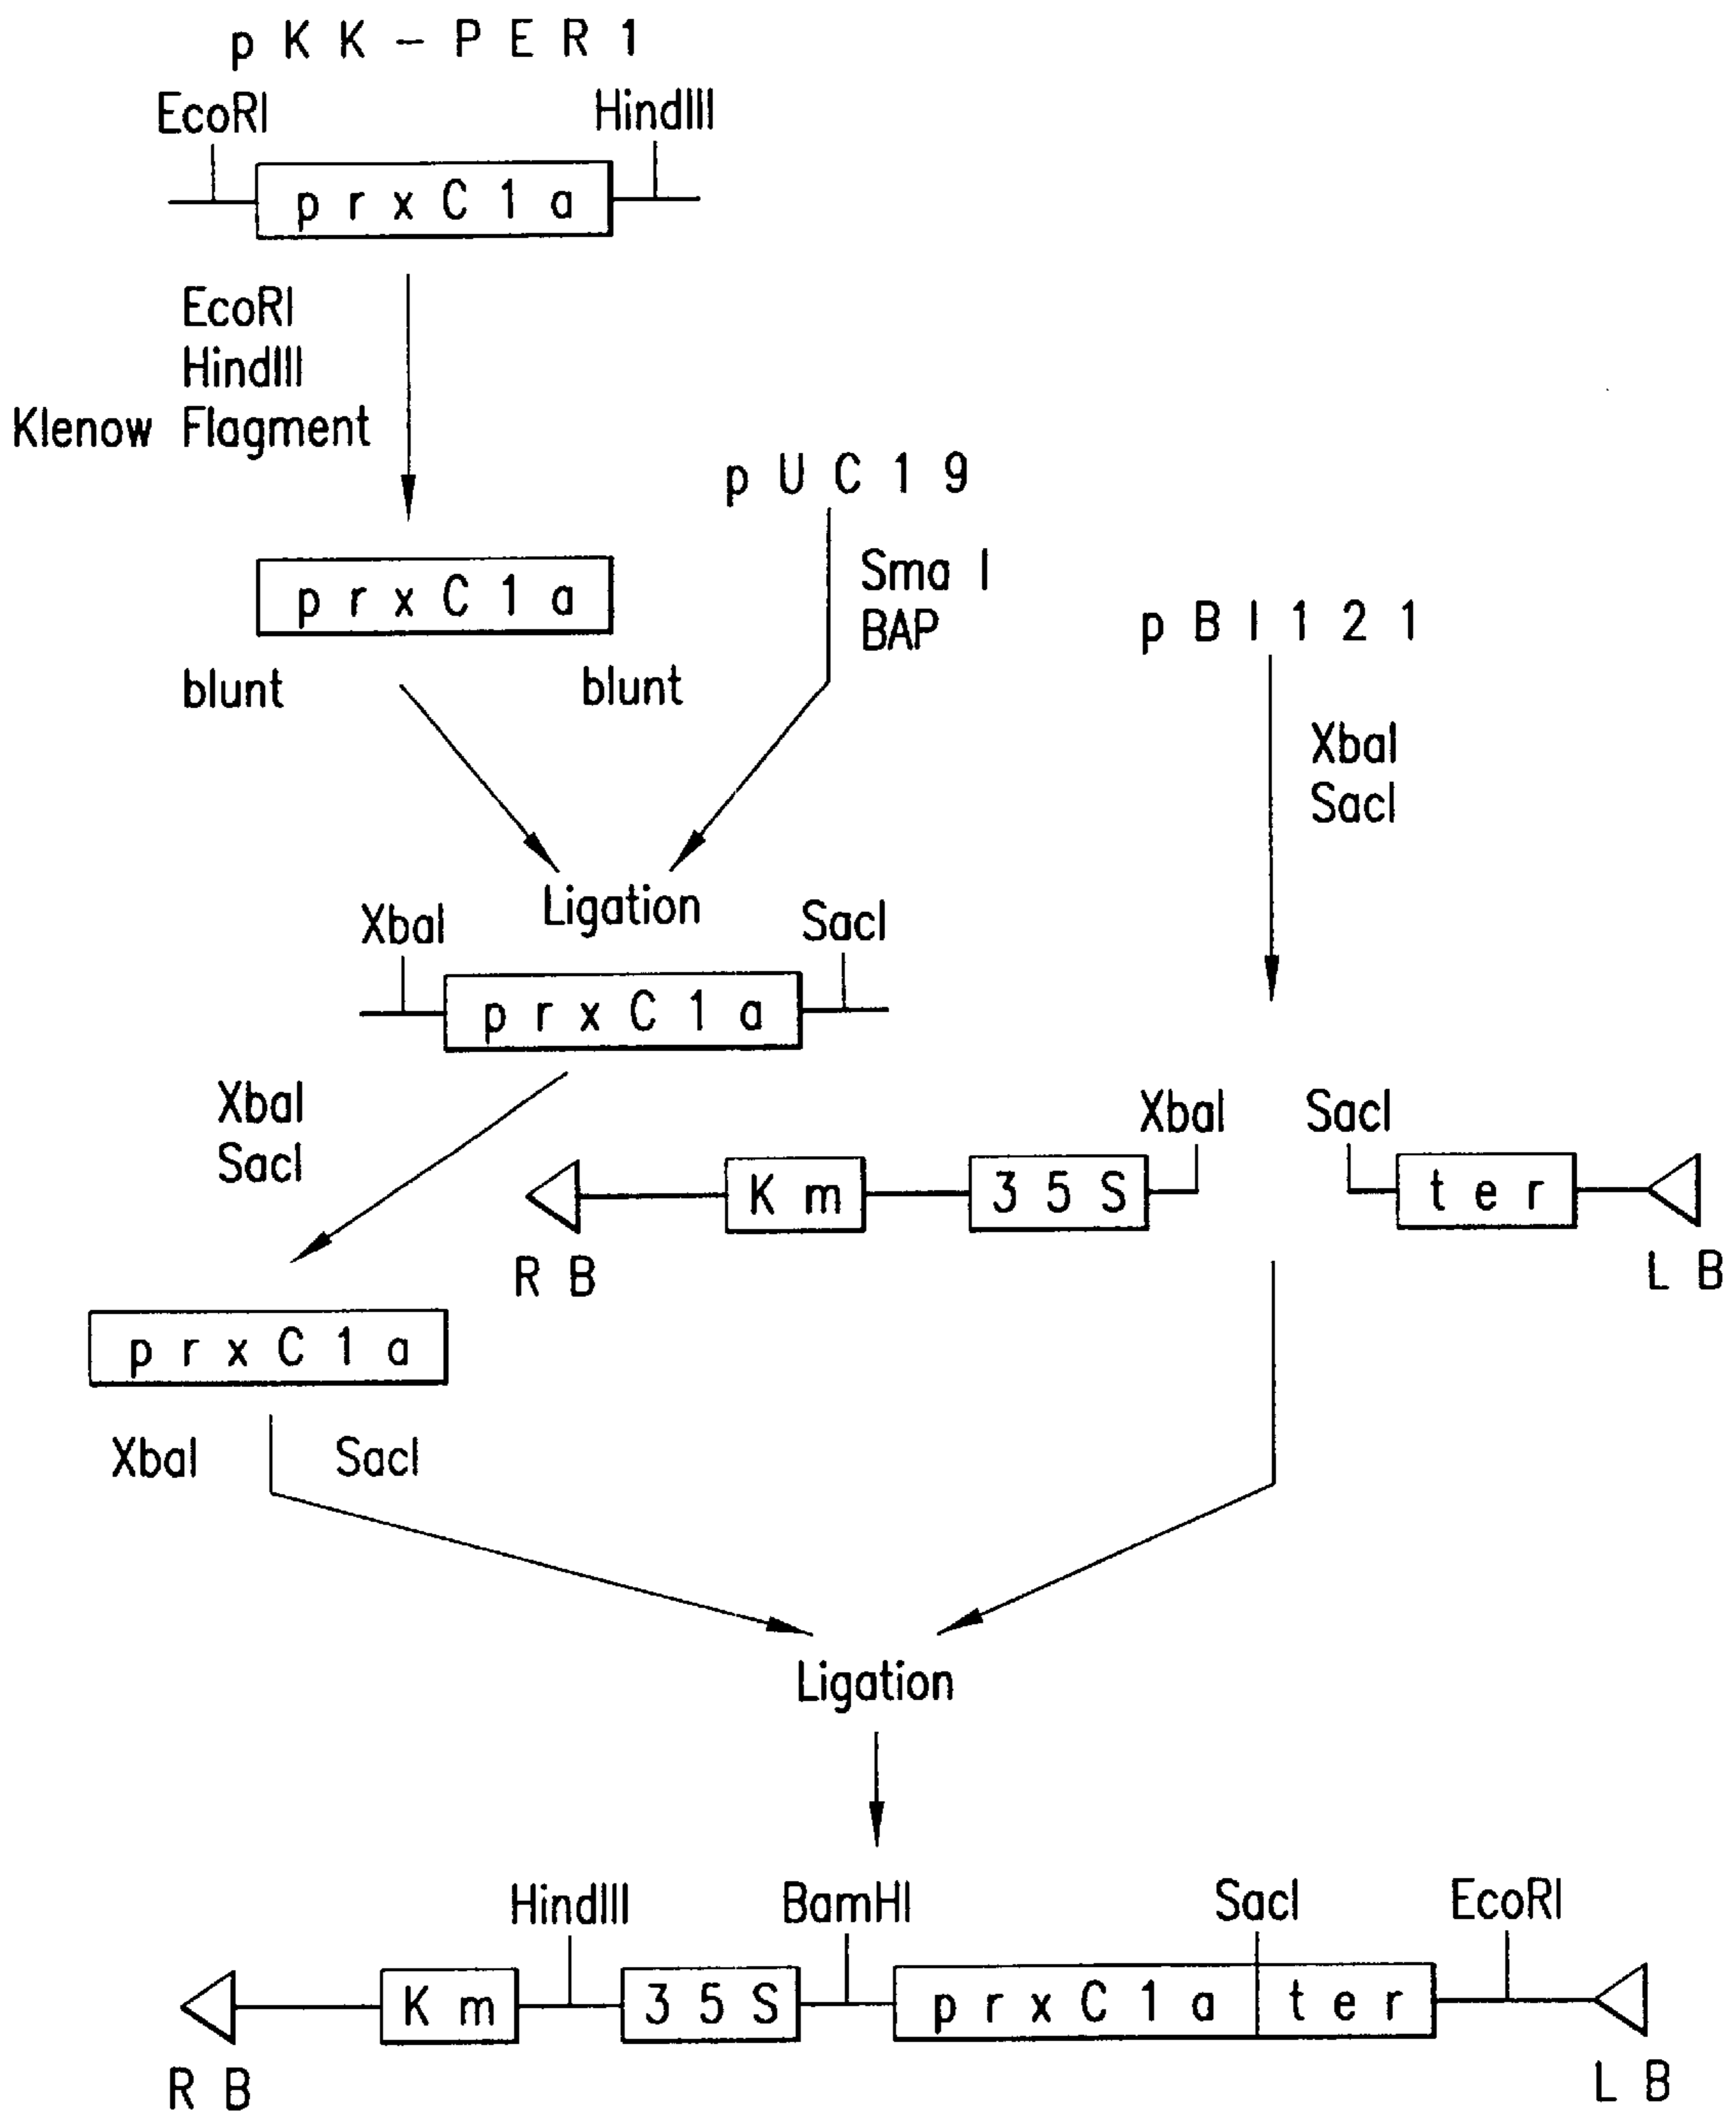 pKK-PER1
EcoRI HindIII
prxC1a
EcoRI
HindIII
Klenow Flagment
pUC19
Sma I
BAP
prxC1a
blunt blunt
pBI121
XbaI
SacI
Ligation
XbaI SacI
prxC1a
XbaI
SacI
XbaI SacI
Km 35S ter
RB LB
prxC1a
XbaI SacI
Ligation
HindIII BamHI SacI EcoRI
Km 35S prxC1a ter
RB LB